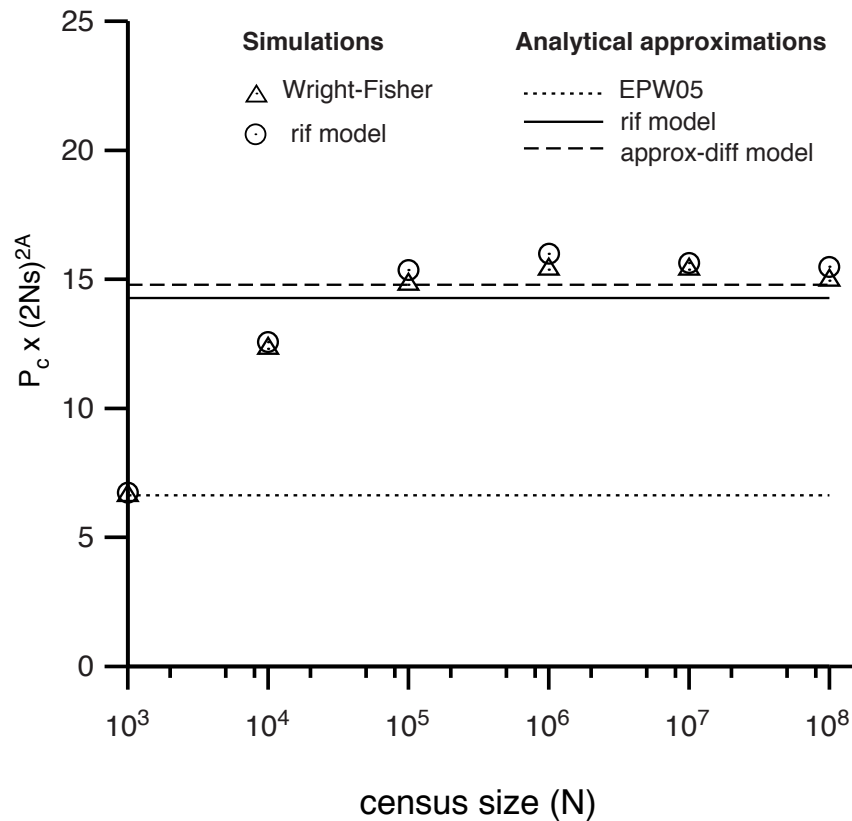 25
20
15
10
5
0
P_c x (2Ns)^2A
Simulations
Wright-Fisher
rif model
Analytical approximations
EPW05
rif model
approx-diff model
10^3
10^4
10^5
10^6
10^7
10^8
census size (N)